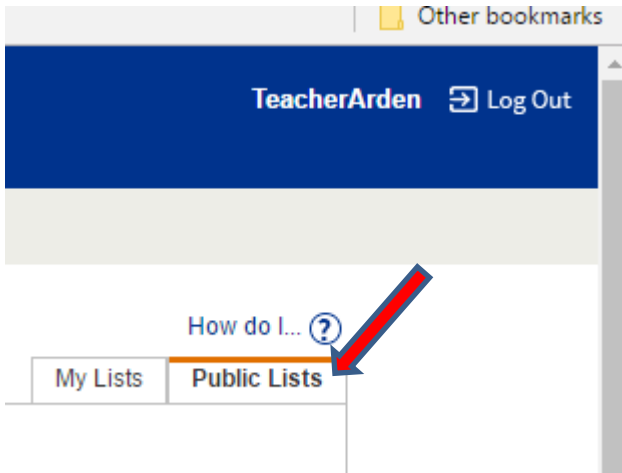 Other bookmarks
TeacherArden Log Out
How do I... ?
My Lists Public Lists